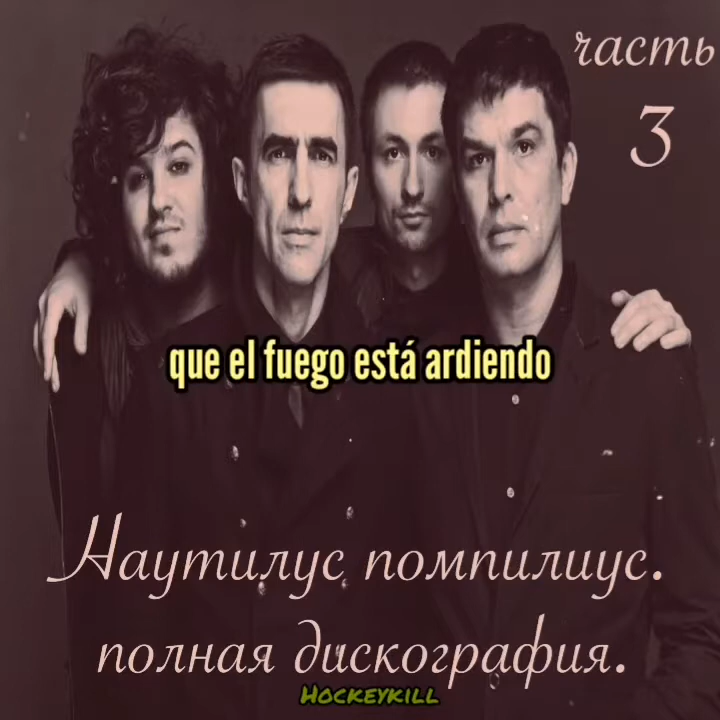 часть
3
que el fuego está ardiendo
Наутилус помпилиус.
полная дискография.
HOCKEYKILL